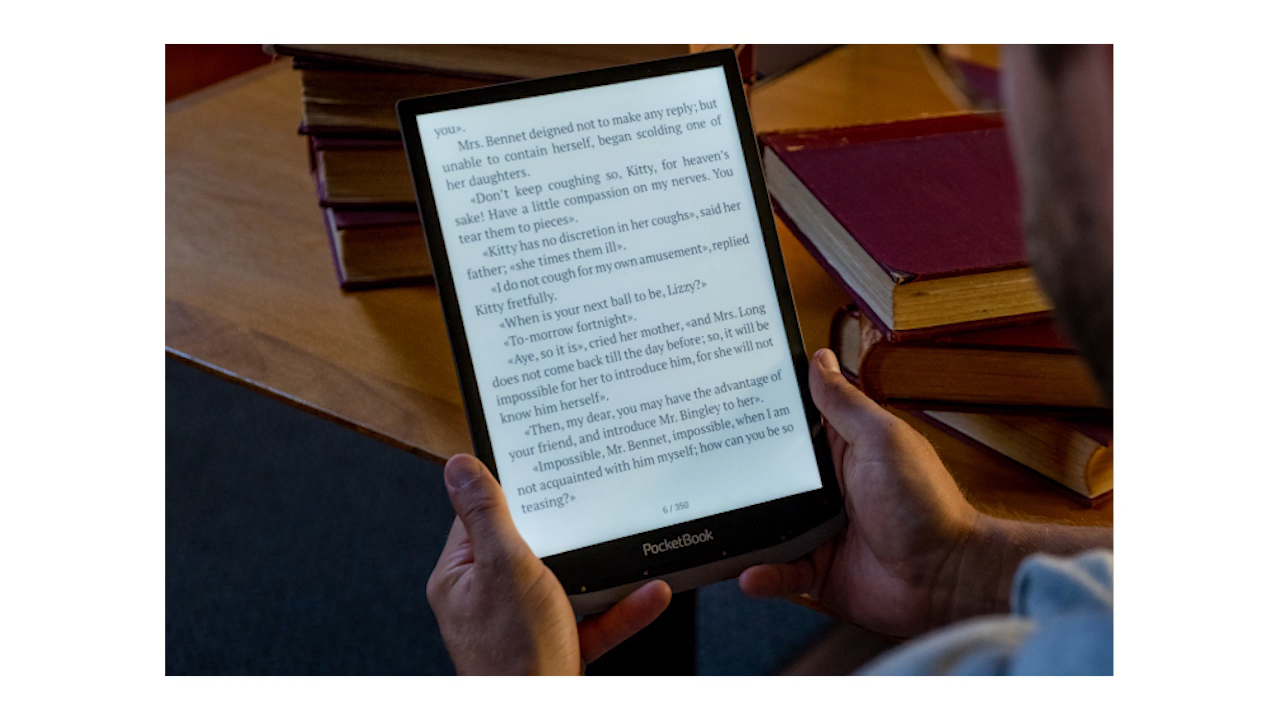 you».
Mrs. Bennet deigned not to make any reply; but
unable to contain herself, began scolding one of
her daughters.
«Don't keep coughing so, Kitty, for heaven's
sake! Have a little compassion on my nerves. You
tear them to pieces».
«Kitty has no discretion in her coughs», said her
father; «she times them ill».
«I do not cough for my own amusement», replied
Kitty fretfully.
«When is your next ball to be, Lizzy?»
«To-morrow fortnight».
«Aye, so it is», cried her mother, «and Mrs. Long
does not come back till the day before; so, it will be
impossible for her to introduce him, for she will not
know him herself».
«Then, my dear, you may have the advantage of
your friend, and introduce Mr. Bingley to her».
«Impossible, Mr. Bennet, impossible, when I am
not acquainted with him myself; how can you be so
teasing?»
6 / 350
PocketBook